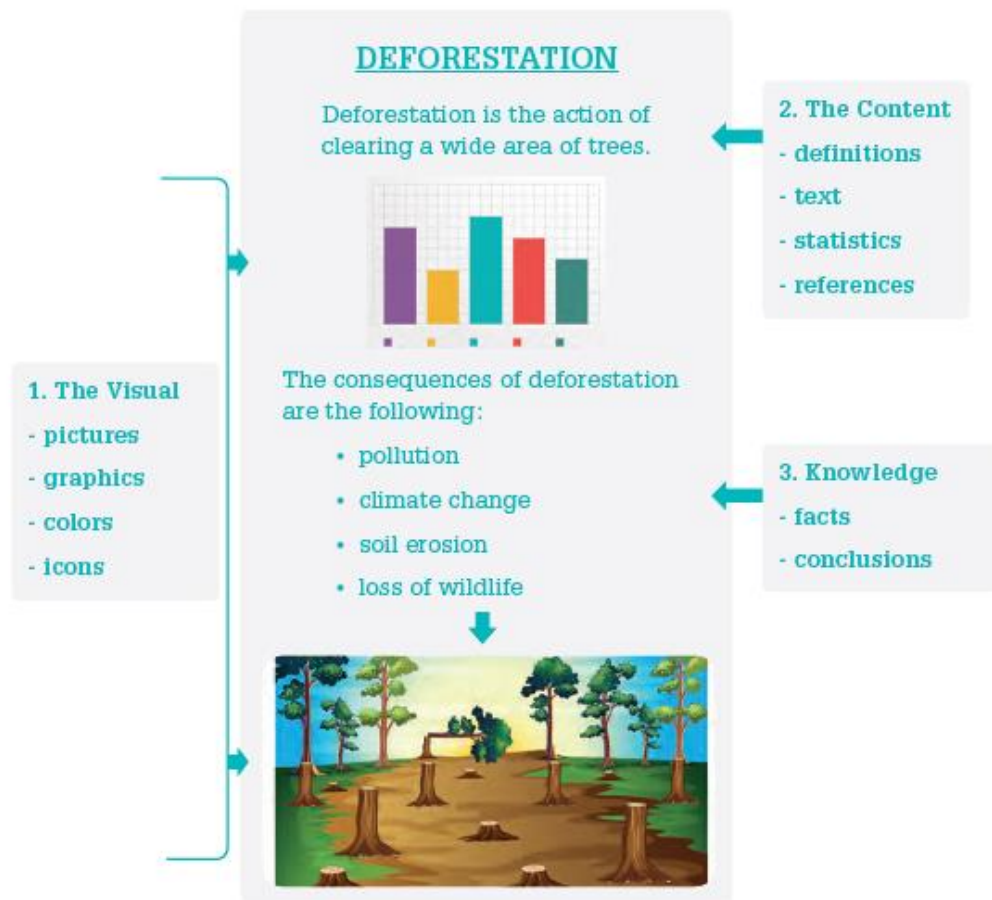 DEFORESTATION
Deforestation is the action of
clearing a wide area of trees.
2. The Content
- definitions
- text
- statistics
- references
1. The Visual
- pictures
- graphics
- colors
- icons
The consequences of deforestation
are the following:
• pollution
• climate change
• soil erosion
• loss of wildlife
3. Knowledge
- facts
- conclusions